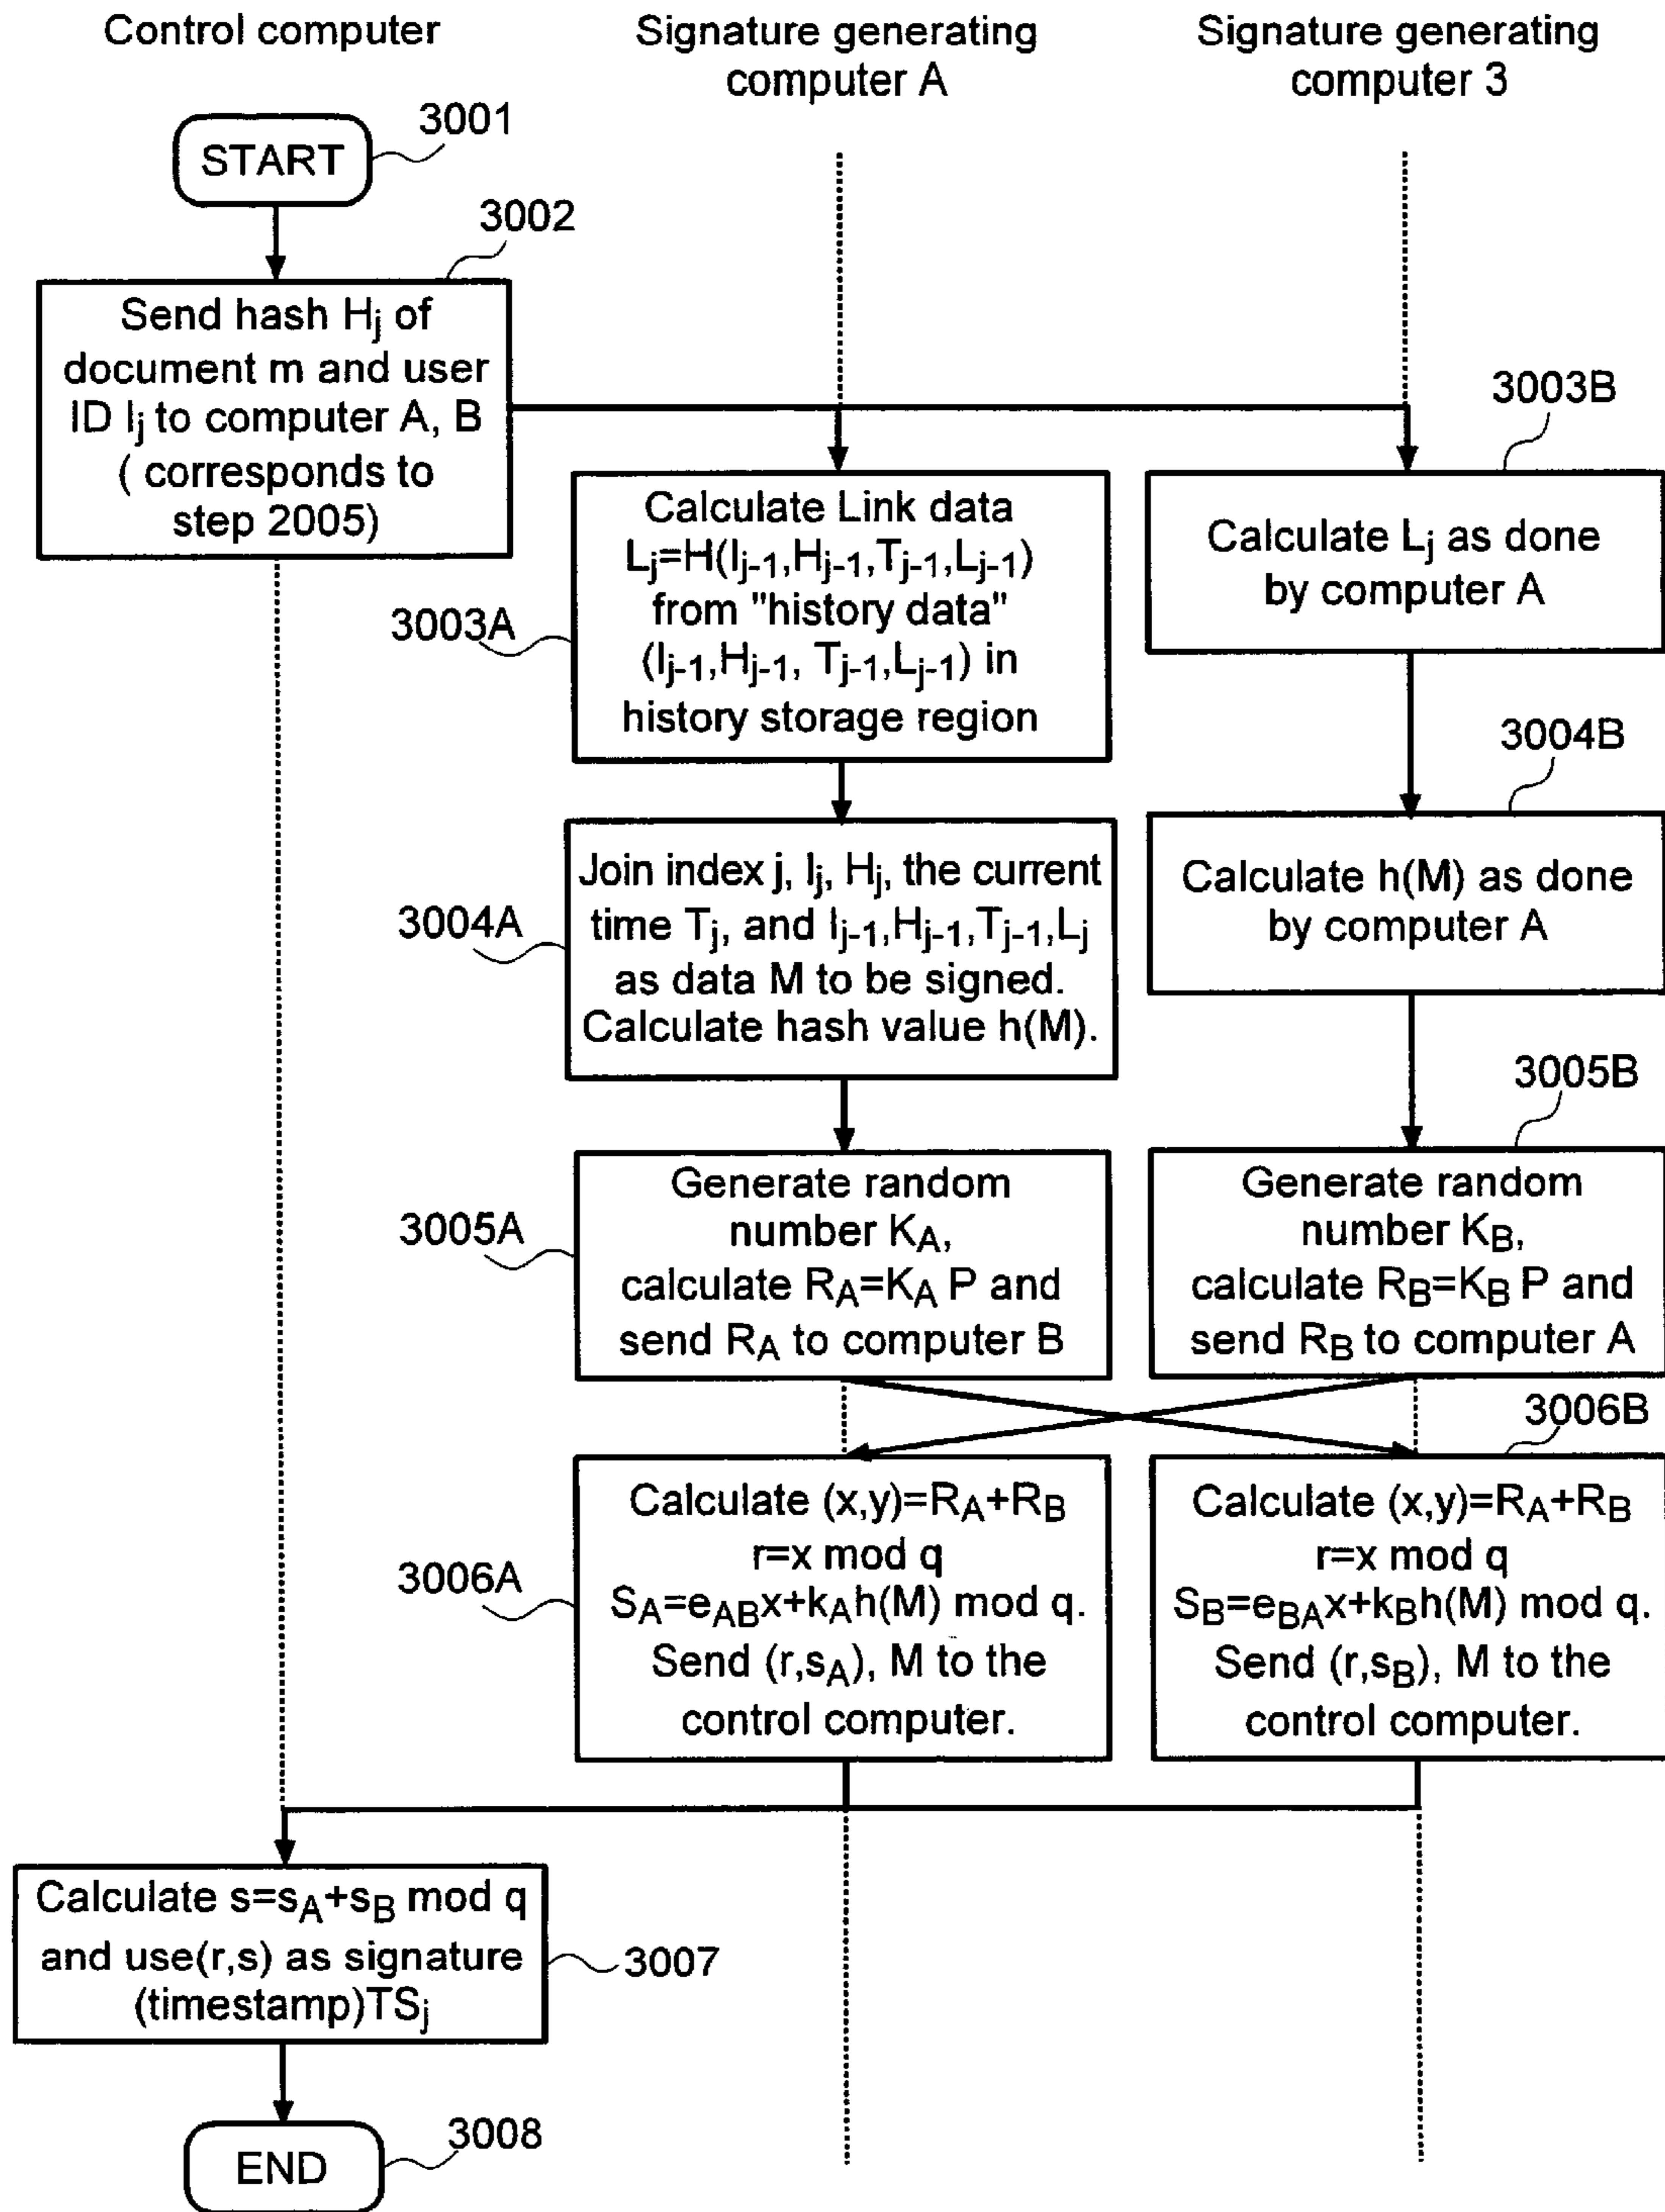 Control computer
Signature generating
computer A
Signature generating
computer 3
3001
START
3002
Send hash Hj of
document m and user
ID Ij to computer A, B
( corresponds to
step 2005)
3003A
Calculate Link data
Lj=H(Ij-1,Hj-1,Tj-1,Lj-1)
from "history data"
(Ij-1,Hj-1, Tj-1,Lj-1) in
history storage region
3003B
Calculate Lj as done
by computer A
3004A
Join index j, Ij, Hj, the current
time Tj, and Ij-1,Hj-1,Tj-1,Lj
as data M to be signed.
Calculate hash value h(M).
3004B
Calculate h(M) as done
by computer A
3005A
Generate random
number KA,
calculate RA=KA P and
send RA to computer B
3005B
Generate random
number KB,
calculate RB=KB P and
send RB to computer A
3006A
Calculate (x,y)=RA+RB
r=x mod q
SA=eABx+kAh(M) mod q.
Send (r,sA), M to the
control computer.
3006B
Calculate (x,y)=RA+RB
r=x mod q
SB=eBAx+kBh(M) mod q.
Send (r,sB), M to the
control computer.
Calculate s=sA+sB mod q
and use(r,s) as signature
(timestamp)TSj
3007
END
3008